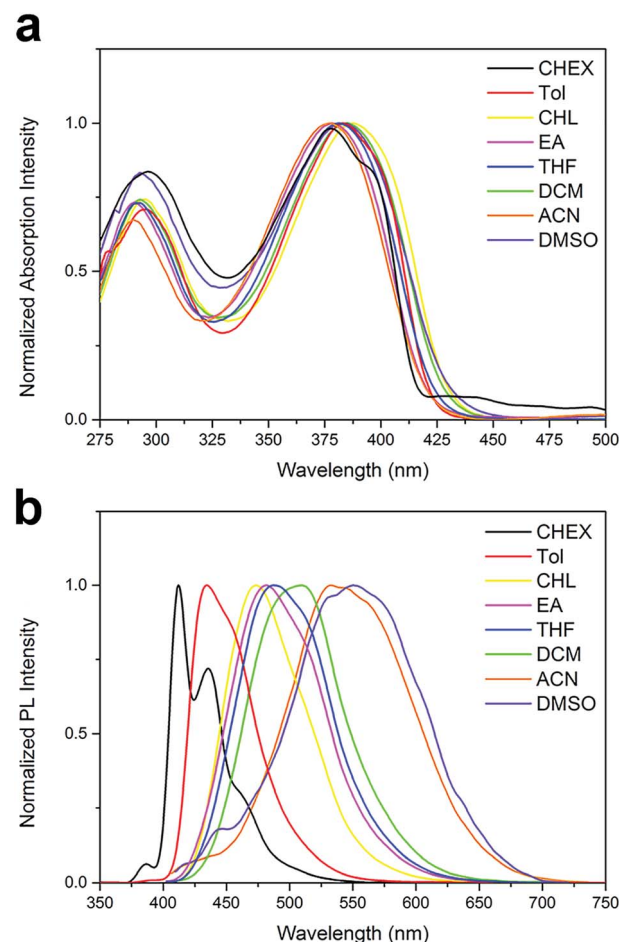 a
CHEX
Tol
CHL
EA
THF
DCM
ACN
DMSO
Normalized Absorption Intensity
1.0
0.5
0.0
275 300 325 350 375 400 425 450 475 500
Wavelength (nm)
b
CHEX
Tol
CHL
EA
THF
DCM
ACN
DMSO
Normalized PL Intensity
1.0
0.5
0.0
350 400 450 500 550 600 650 700 750
Wavelength (nm)